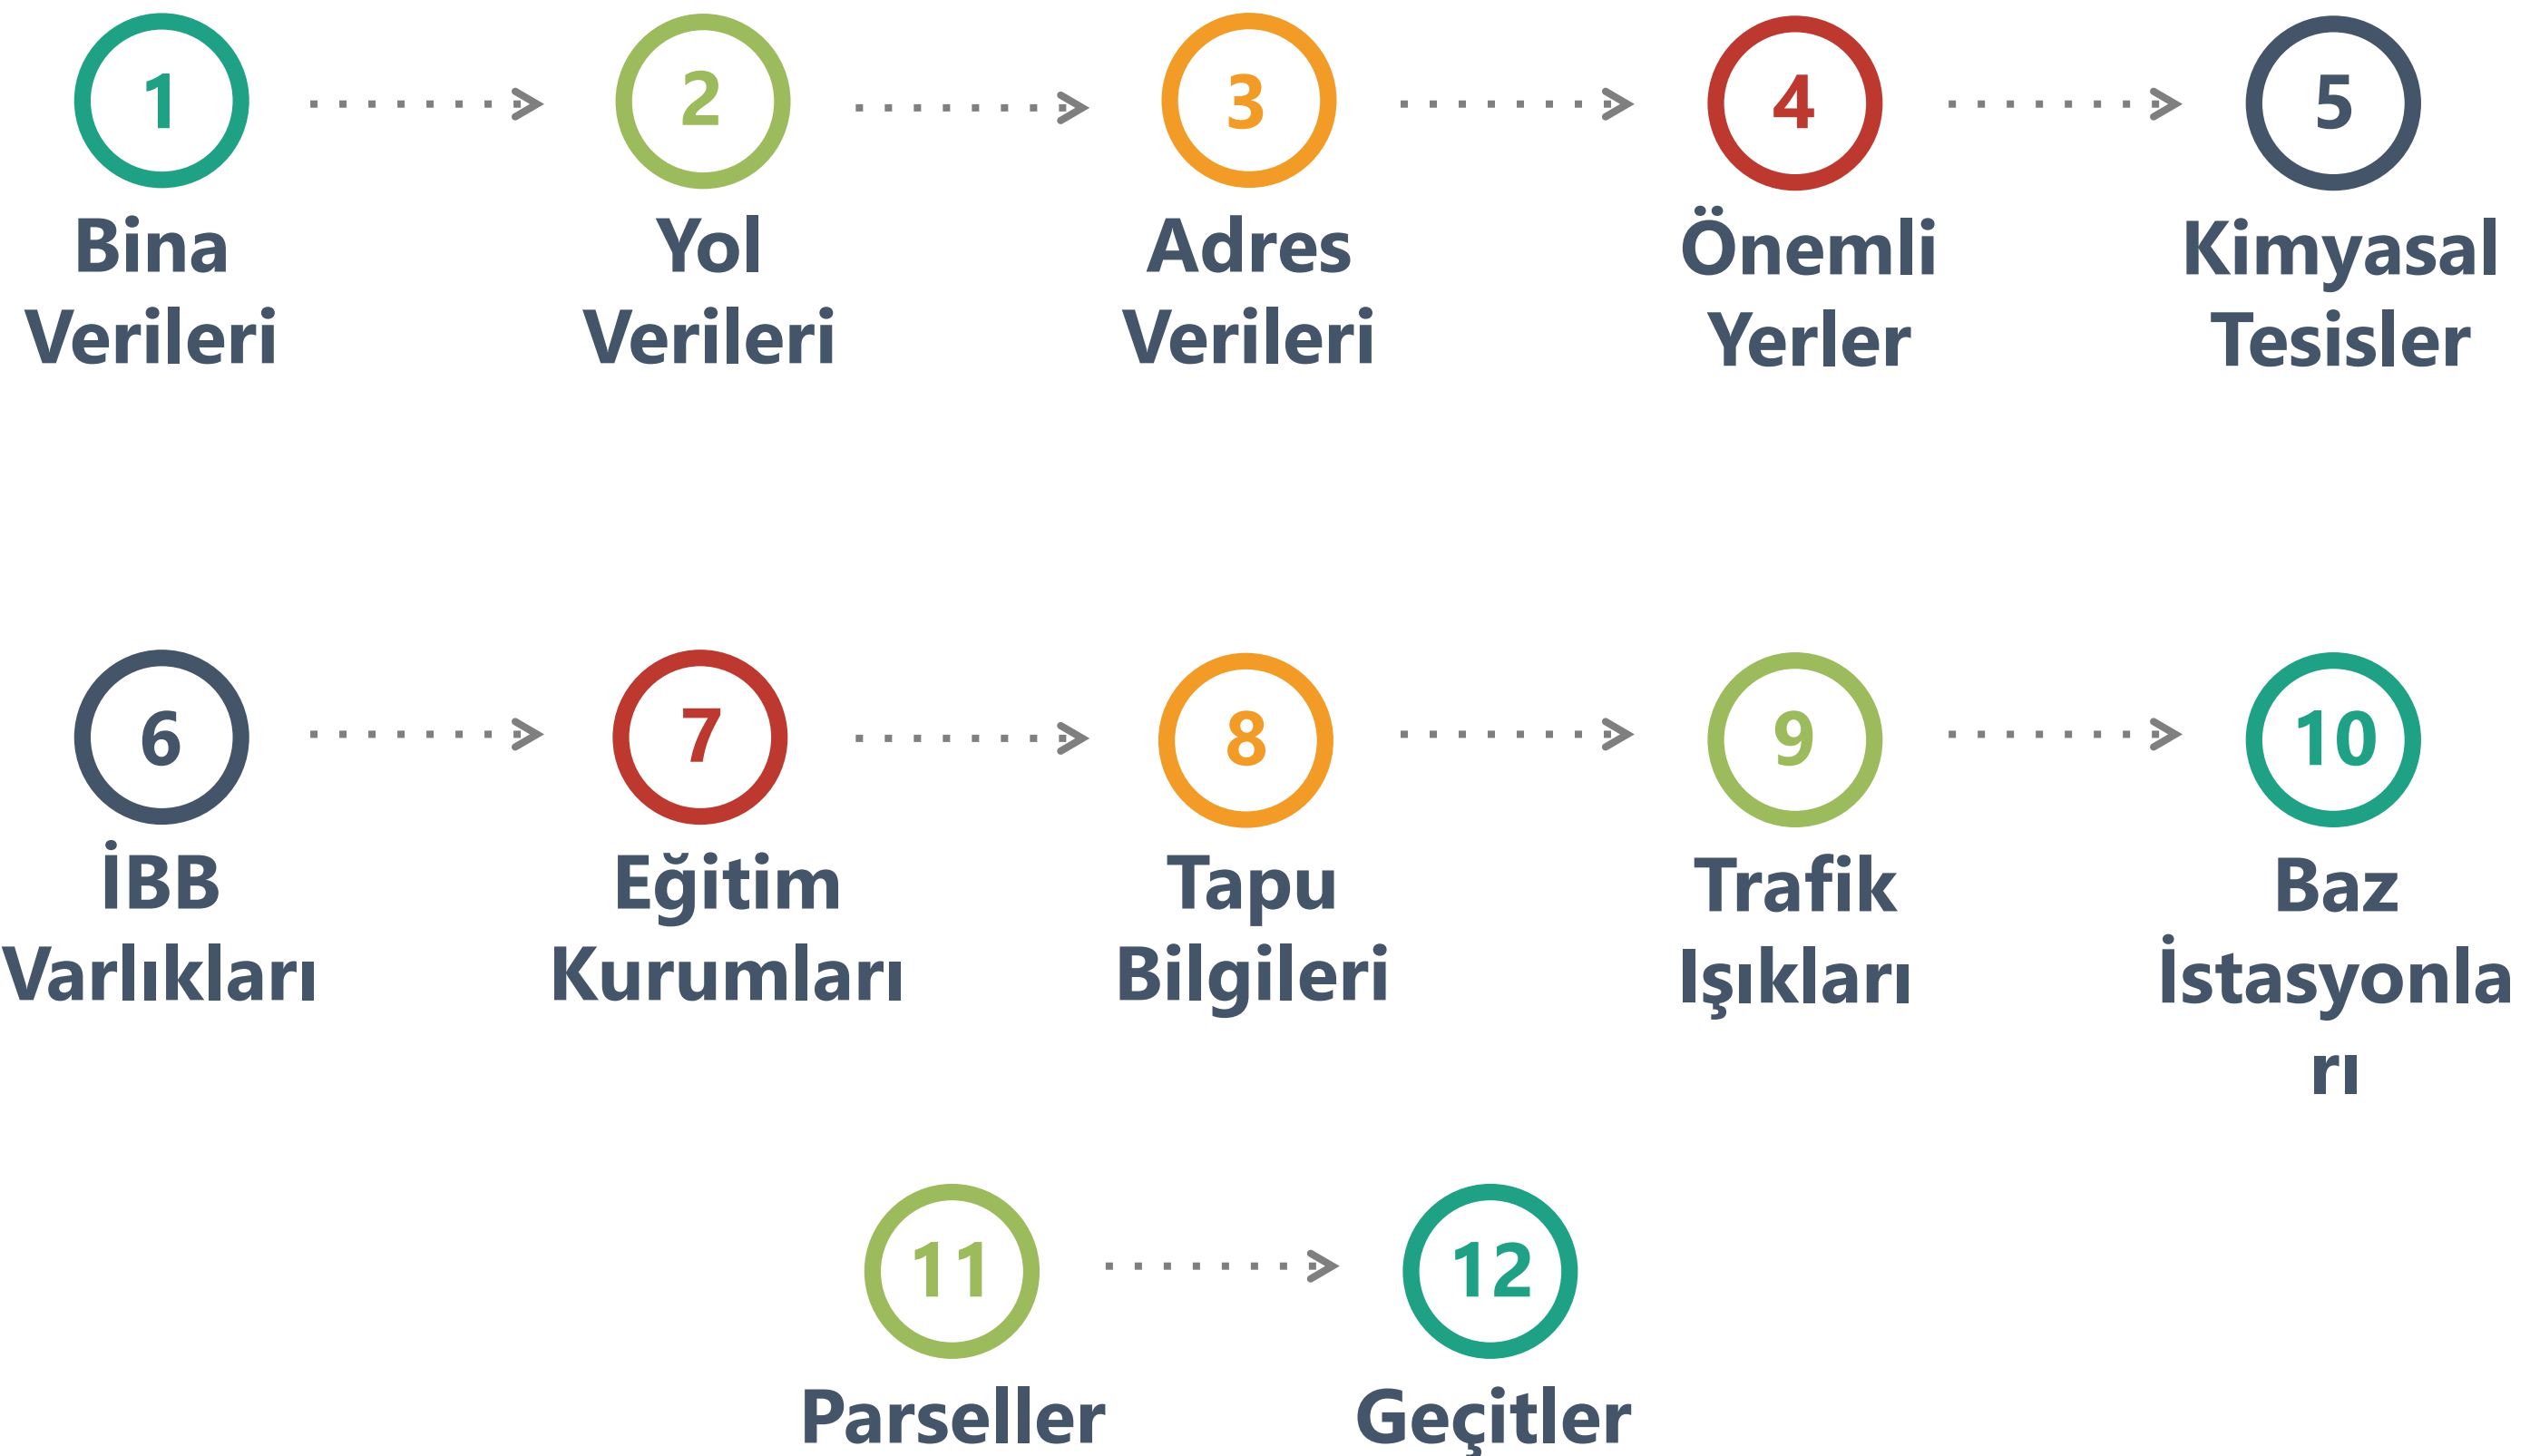 1
Bina
Verileri
2
Yol
Verileri
3
Adres
Verileri
4
Önemli
Yerler
5
Kimyasal
Tesisler
6
İBB
Varlıkları
7
Eğitim
Kurumları
8
Tapu
Bilgileri
9
Trafik
Işıkları
10
Baz
İstasyonla
rı
11
Parseller
12
Geçitler